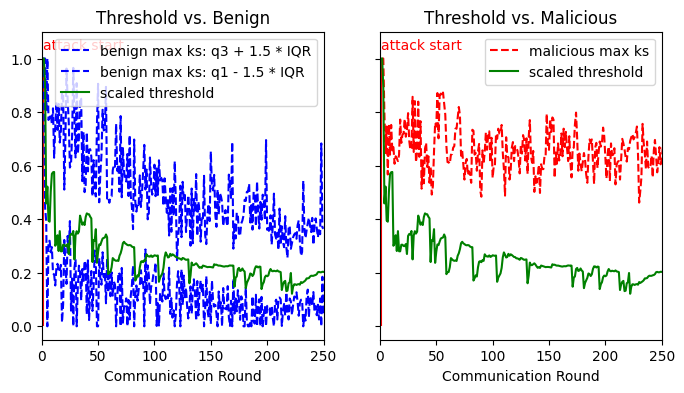 Threshold vs. Benign
attack start
benign max ks: q3 + 1.5 * IQR
benign max ks: q1 - 1.5 * IQR
scaled threshold
1.0
0.8
0.6
0.4
0.2
0.0
0 50 100 150 200 250
Communication Round
Threshold vs. Malicious
attack start
malicious max ks
scaled threshold
0 50 100 150 200 250
Communication Round